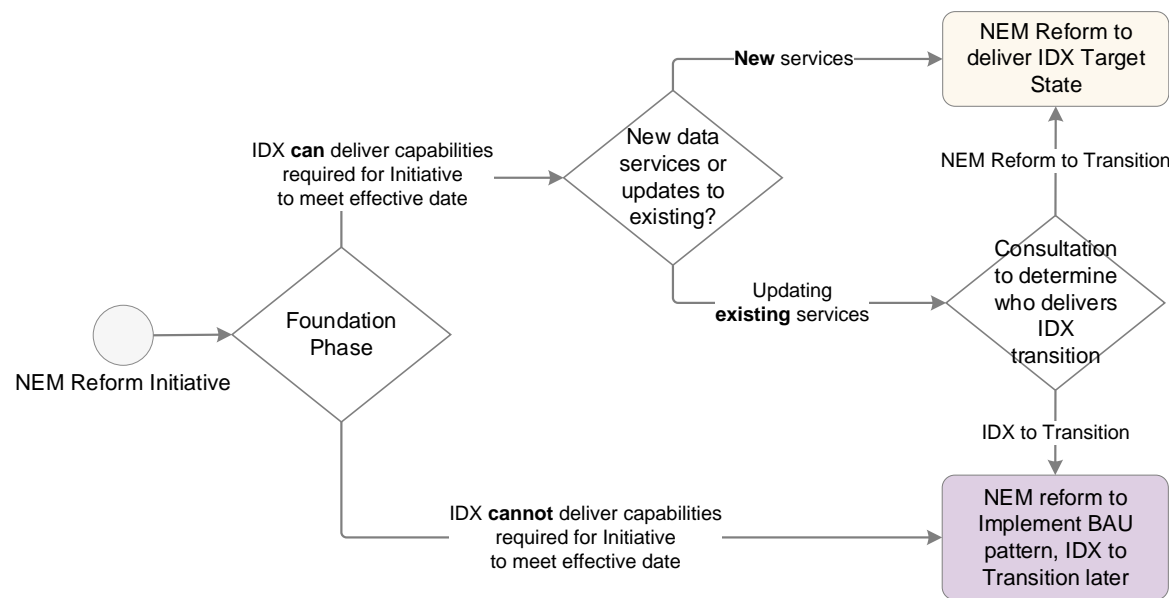 NEM Reform Initiative
Foundation
Phase
IDX can deliver capabilities
required for Initiative
to meet effective date
New data
services or
updates to
existing?
New services
NEM Reform to
deliver IDX Target
State
NEM Reform to Transition
Updating
existing services
Consultation
to determine
who delivers
IDX
transition
IDX to Transition
IDX cannot deliver capabilities
required for Initiative
to meet effective date
NEM reform to
Implement BAU
pattern, IDX to
Transition later